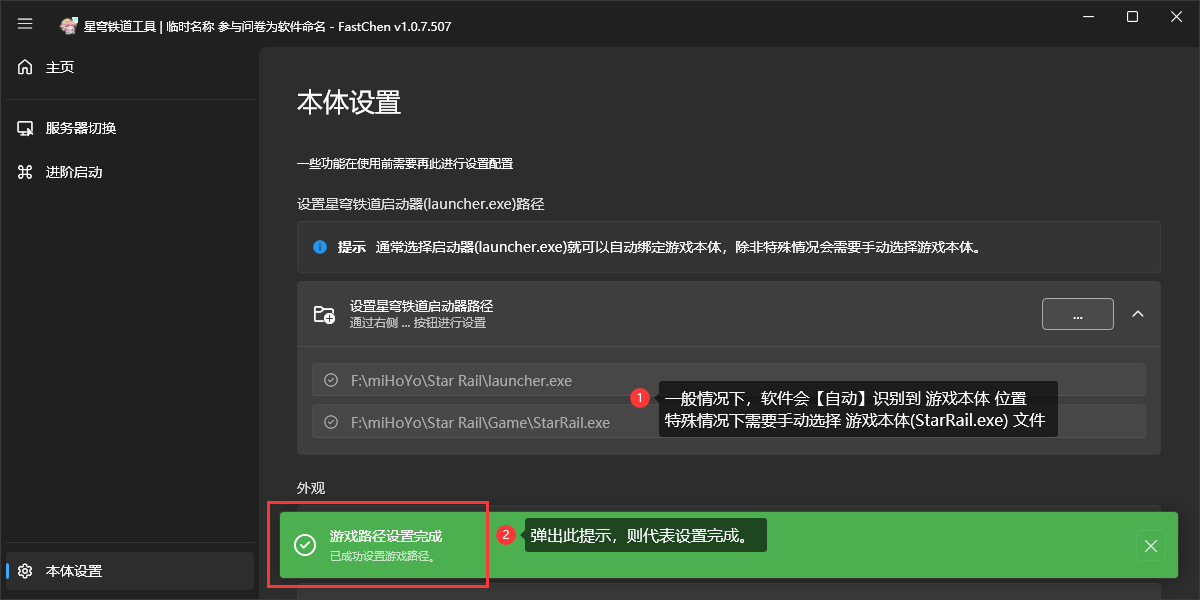 星穹铁道工具 | 临时名称 参与问卷为软件命名 - FastChen v1.0.7.507
主页
服务器切换
进阶启动
本体设置
本体设置
一些功能在使用前需要再此进行设置配置
设置星穹铁道启动器(launcher.exe)路径
提示 通常选择启动器(launcher.exe)就可以自动绑定游戏本体，除非特殊情况会需要手动选择游戏本体。
设置星穹铁道启动器路径
通过右侧 ... 按钮进行设置
...
F:\miHoYo\Star Rail\launcher.exe
F:\miHoYo\Star Rail\Game\StarRail.exe
1
一般情况下，软件会【自动】识别到 游戏本体 位置
特殊情况下需要手动选择 游戏本体(StarRail.exe) 文件
外观
游戏路径设置完成
已成功设置游戏路径。
2
弹出此提示，则代表设置完成。